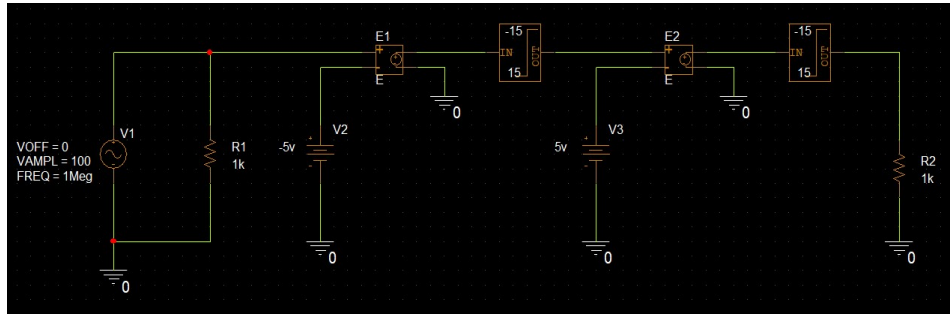 E1
-15
IN
OUT
15
E
0
E2
-15
IN
OUT
15
E
0
V1
VOFF = 0
VAMPL = 100
FREQ = 1Meg
R1
1k
V2
-5v
V3
5v
R2
1k
0
0
0
0